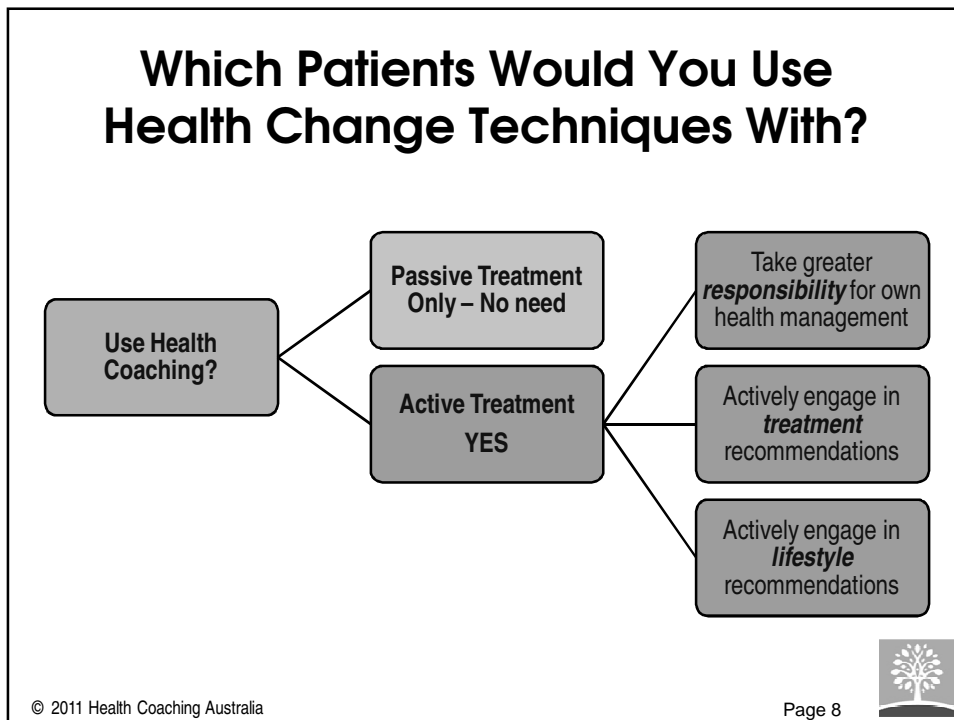 Which Patients Would You Use
Health Change Techniques With?
Use Health
Coaching?
Passive Treatment
Only – No need
Active Treatment
YES
Take greater
responsibility for own
health management
Actively engage in
treatment
recommendations
Actively engage in
lifestyle
recommendations
© 2011 Health Coaching Australia
Page 8